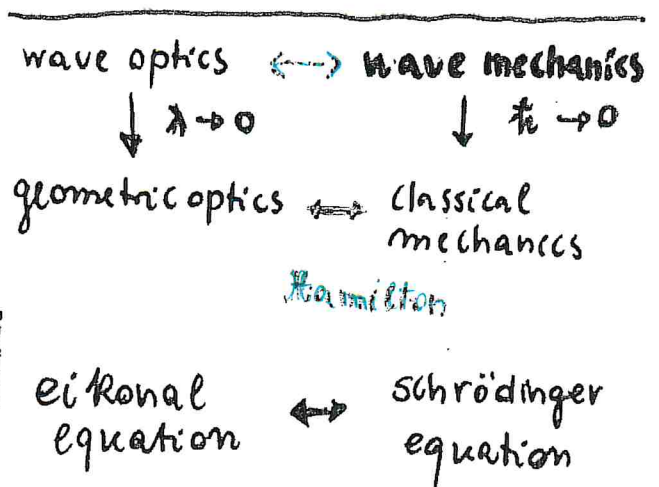 wave optics <--> wave mechanics
↓ λ → 0 ↓ ℏ → 0
geometric optics <=> classical
mechanics
Hamilton
eikonal <-> schrödinger
equation equation